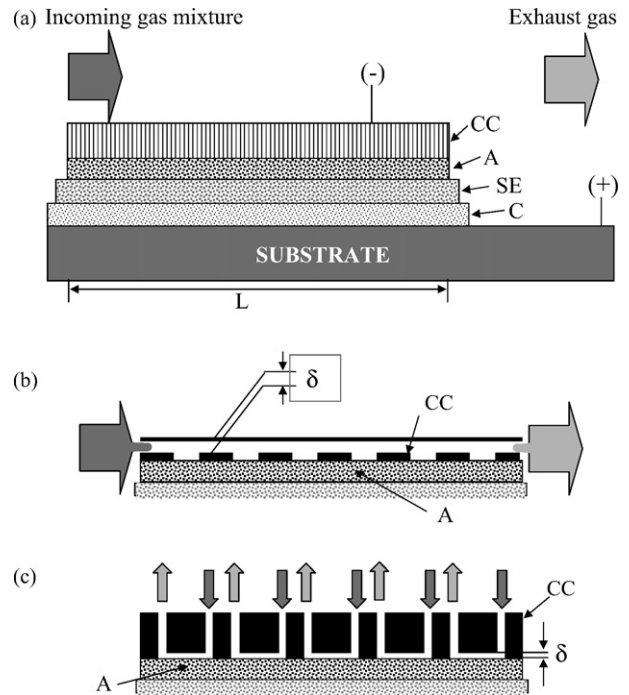 (a) Incoming gas mixture
Exhaust gas
(-)
CC
A
SE
(+)
C
SUBSTRATE
L
(b)
δ
CC
A
(c)
CC
δ
A